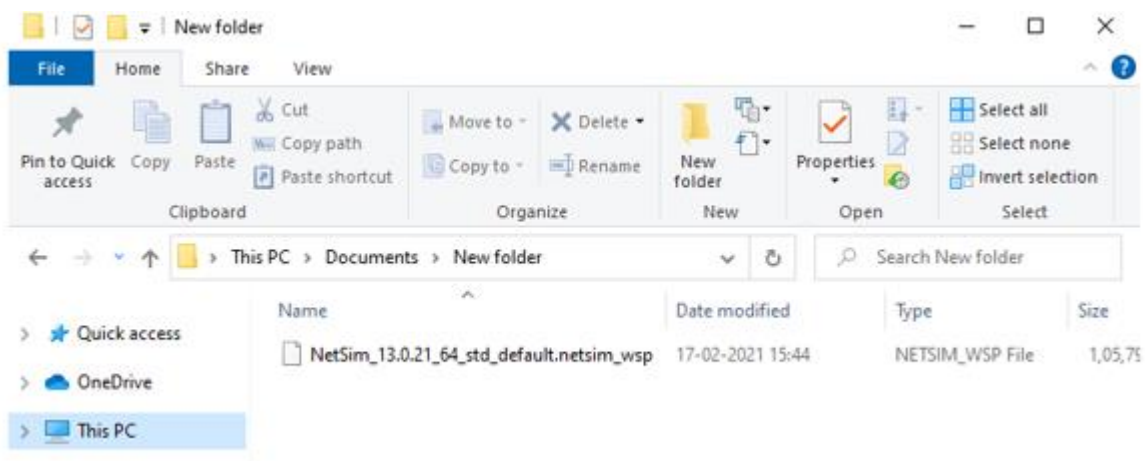 New folder
File Home Share View
Pin to Quick access
Copy
Paste
Cut
Copy path
Paste shortcut
Clipboard
Move to
Copy to
Delete
Rename
Organize
New folder
New
Properties
Open
Select all
Select none
Invert selection
Select
This PC > Documents > New folder
Search New folder
Name Date modified Type Size
Quick access
NetSim_13.0.21_64_std_default.netsim_wsp 17-02-2021 15:44 NETSIM_WSP File 1,05,79
OneDrive
This PC